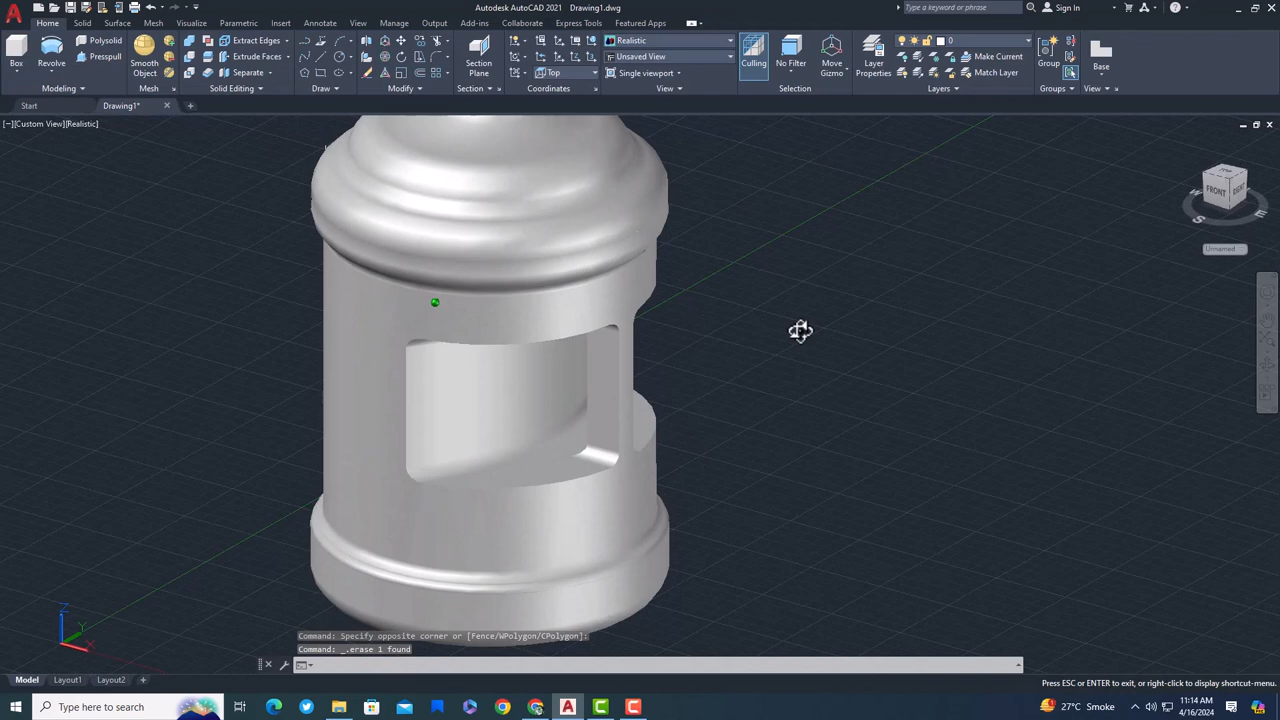 Autodesk AutoCAD 2021 Drawing1.dwg
Type a keyword or phrase
Sign In
Home Insert Annotate Parametric View Manage Output Add-ins Collaborate Express Tools Featured Apps
Solid Surface Mesh Visualize
Box
Revolve
Polysolid
Presspull
Smooth
Object
Extract Edges
Extrude Faces
Separate
Section
Plane
Top
Realistic
Unsaved View
Single viewport
Culling
No Filter
Move
Gizmo
Layer
Properties
0
Make Current
Match Layer
Group
Base
Modeling Mesh Solid Editing Draw Modify Section Coordinates View Selection Layers Groups View
Start Drawing1*
[−][Custom View][Realistic]
TOP
FRONT
RIGHT
S
E
Unnamed
Z
Y
X
Command: Specify opposite corner or [Fence/WPolygon/CPolygon]:
Command: _.erase 1 found
Model Layout1 Layout2
Press ESC or ENTER to exit, or right-click to display shortcut-menu.
Type here to search
27°C Smoke
11:14 AM
4/16/2024